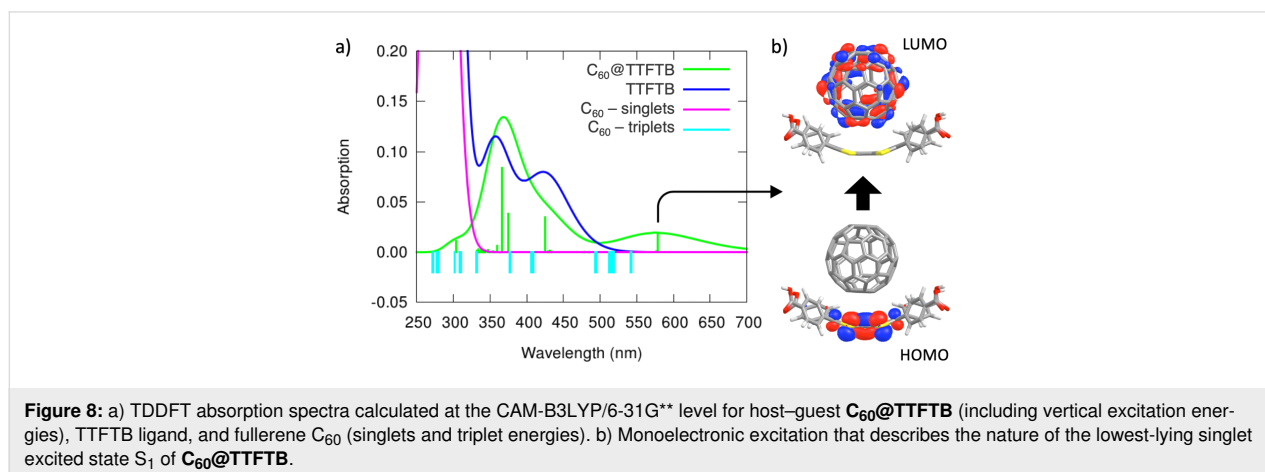 a)
b)
0.20
0.15
0.10
0.05
0.00
-0.05
Absorption
C₆₀@TTFTB
TTFTB
C₆₀ – singlets
C₆₀ – triplets
250 300 350 400 450 500 550 600 650 700
Wavelength (nm)
LUMO
HOMO
Figure 8: a) TDDFT absorption spectra calculated at the CAM-B3LYP/6-31G** level for host–guest C₆₀@TTFTB (including vertical excitation ener-
gies), TTFTB ligand, and fullerene C₆₀ (singlets and triplet energies). b) Monoelectronic excitation that describes the nature of the lowest-lying singlet
excited state S₁ of C₆₀@TTFTB.